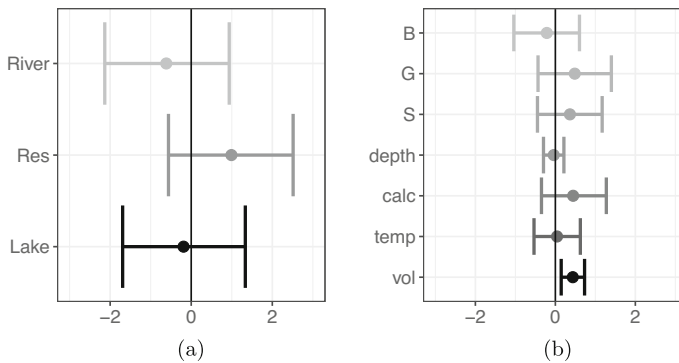 River
Res
Lake
−2 0 2
(a)
B
G
S
depth
calc
temp
vol
−2 0 2
(b)